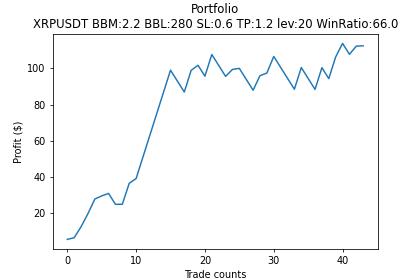 Portfolio
XRPUSDT BBM:2.2 BBL:280 SL:0.6 TP:1.2 lev:20 WinRatio:66.0
100
80
60
40
20
Profit ($)
0
10
20
30
40
Trade counts